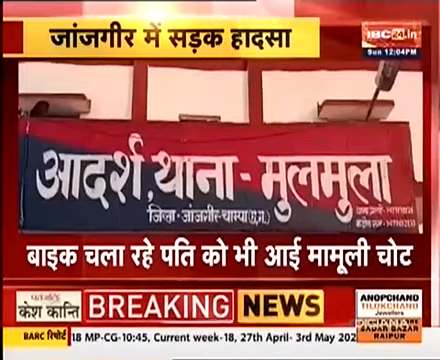 जांजगीर में सड़क हादसा
IBC24.in
Sun 12:04PM
आदर्श थाना - मुलमुला
जिला - जांजगीर-चाम्पा (छ.ग.)
बाइक चला रहे पति को भी आई मामूली चोट
पतंजलि
केश कान्ति
BREAKING NEWS
ANOPCHAND
TILOKCHAND
Jewellers
SADAR BAZAR
RAIPUR
BARC रिपोर्ट
18 MP-CG-10:45, Current week-18, 27th April- 3rd May 202